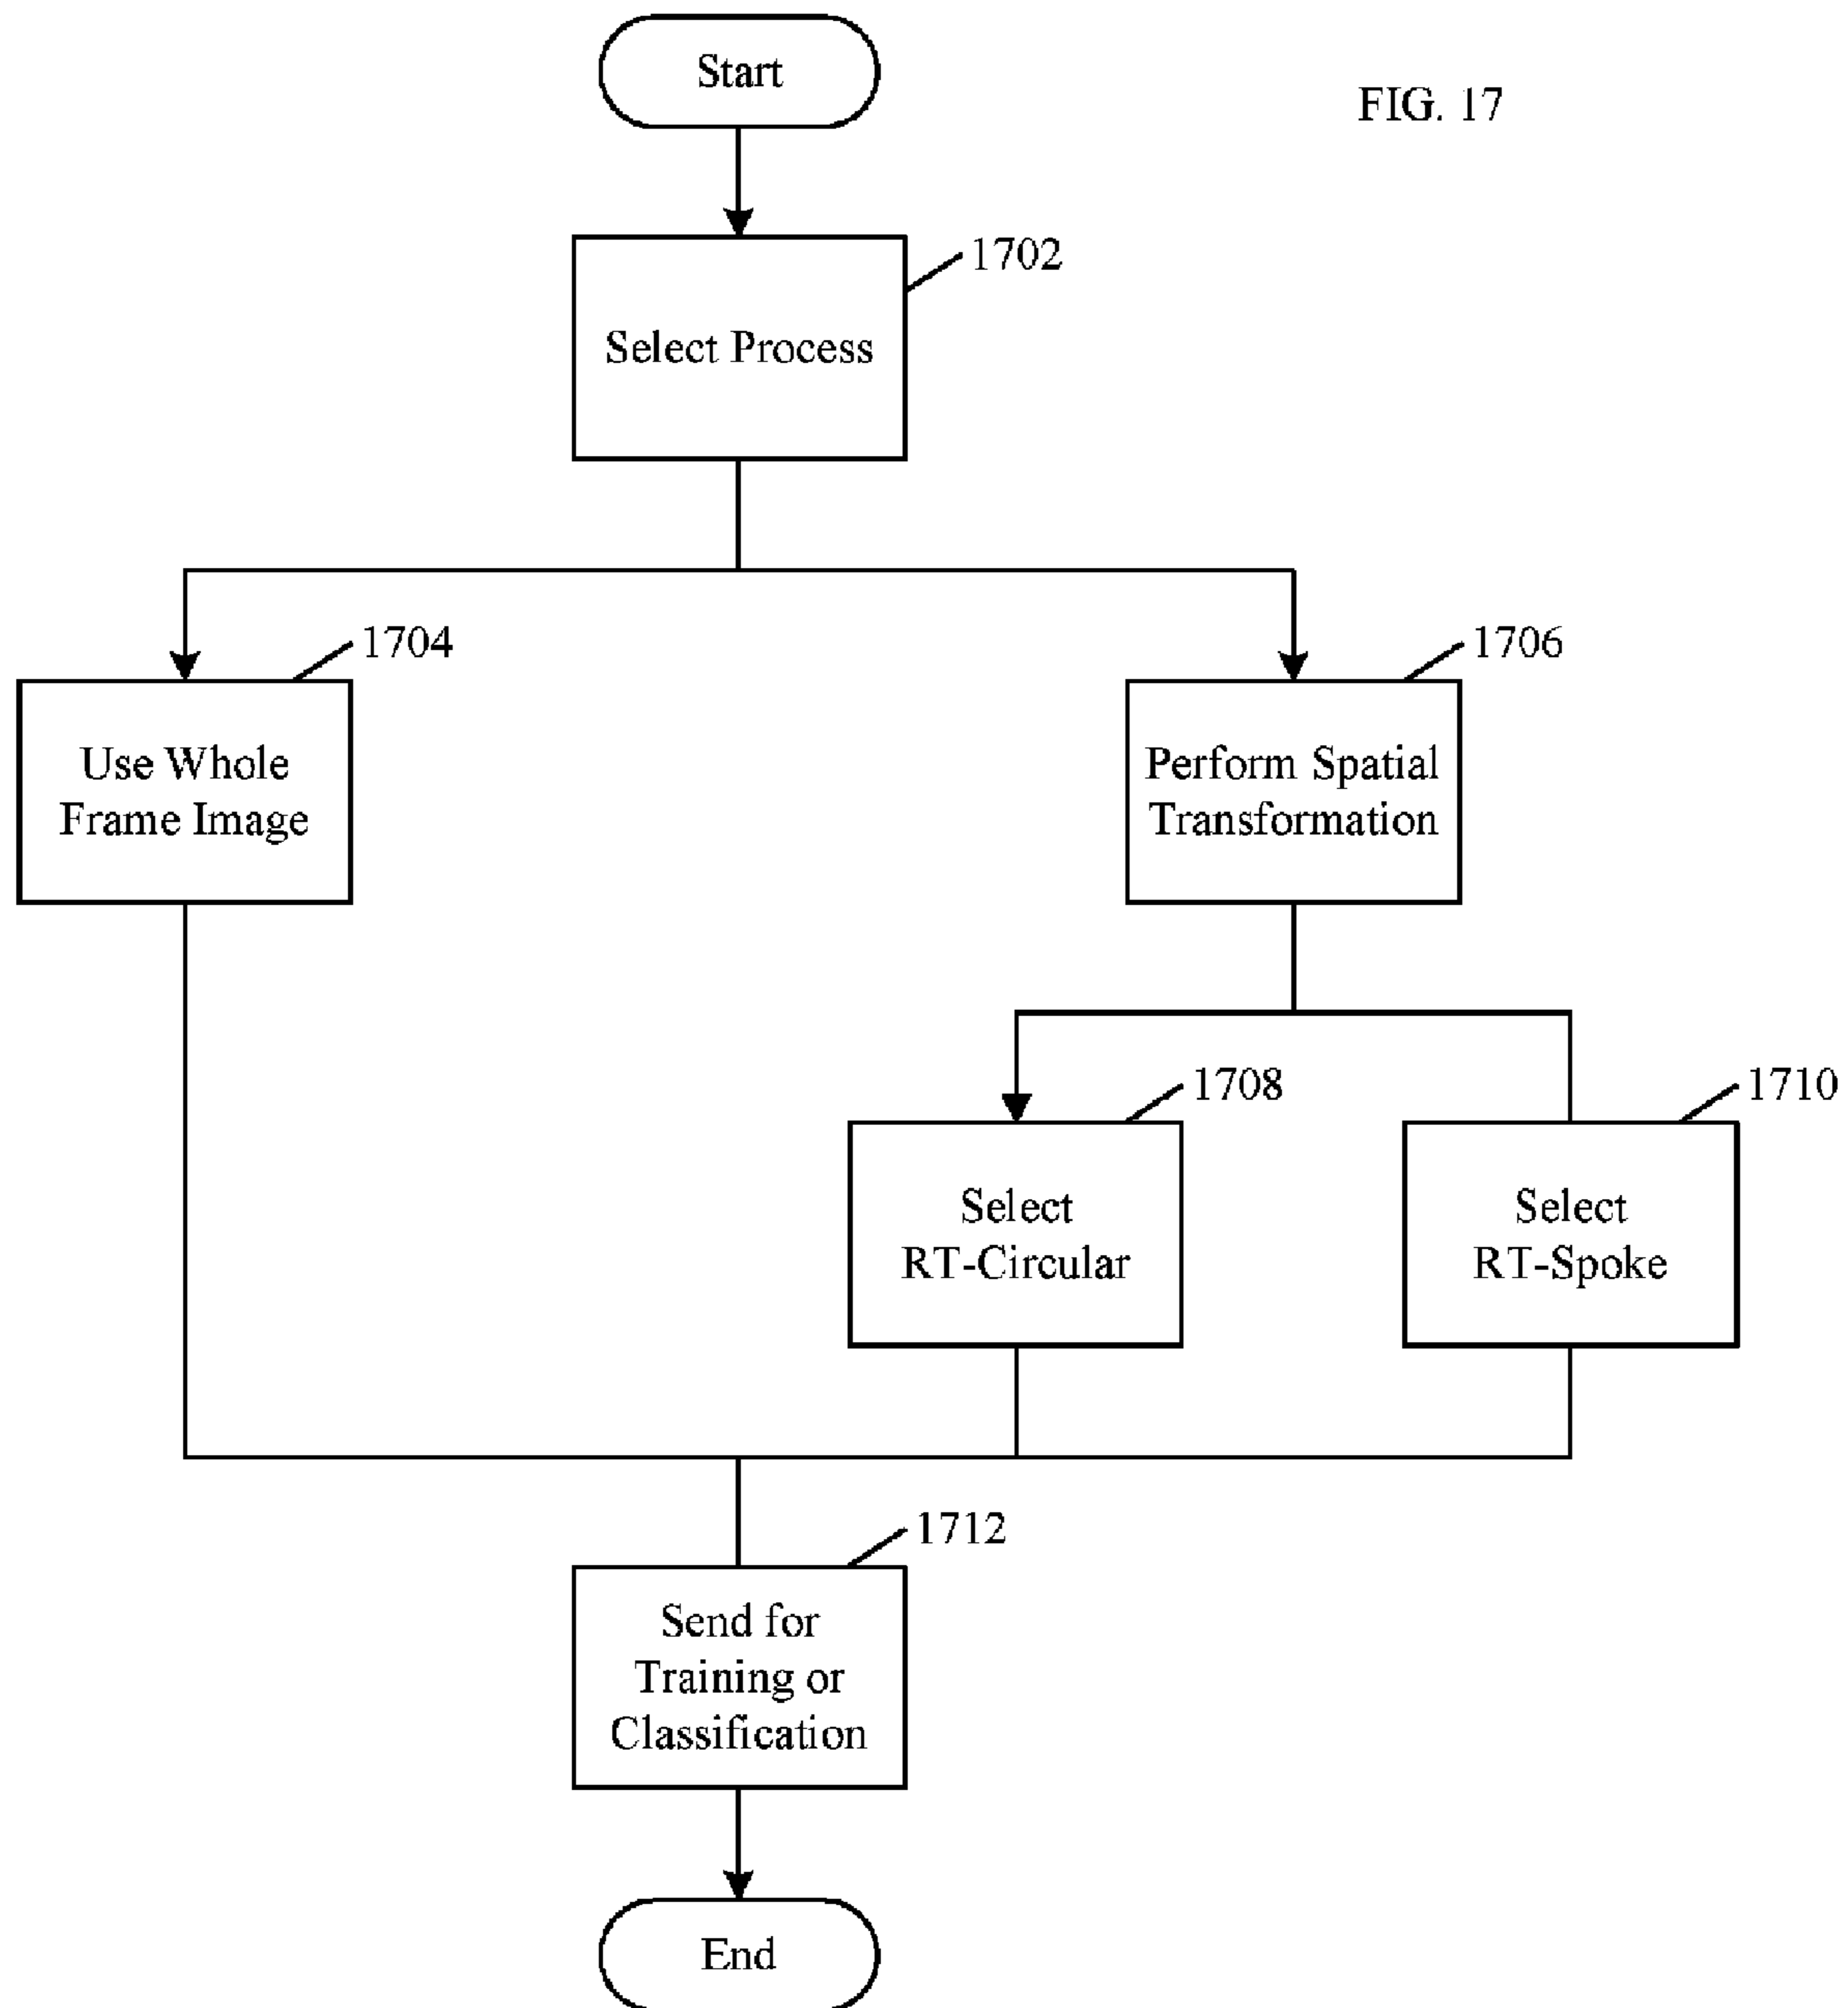 Start
FIG. 17
1702
Select Process
1704
Use Whole
Frame Image
1706
Perform Spatial
Transformation
1708
Select
RT-Circular
1710
Select
RT-Spoke
1712
Send for
Training or
Classification
End